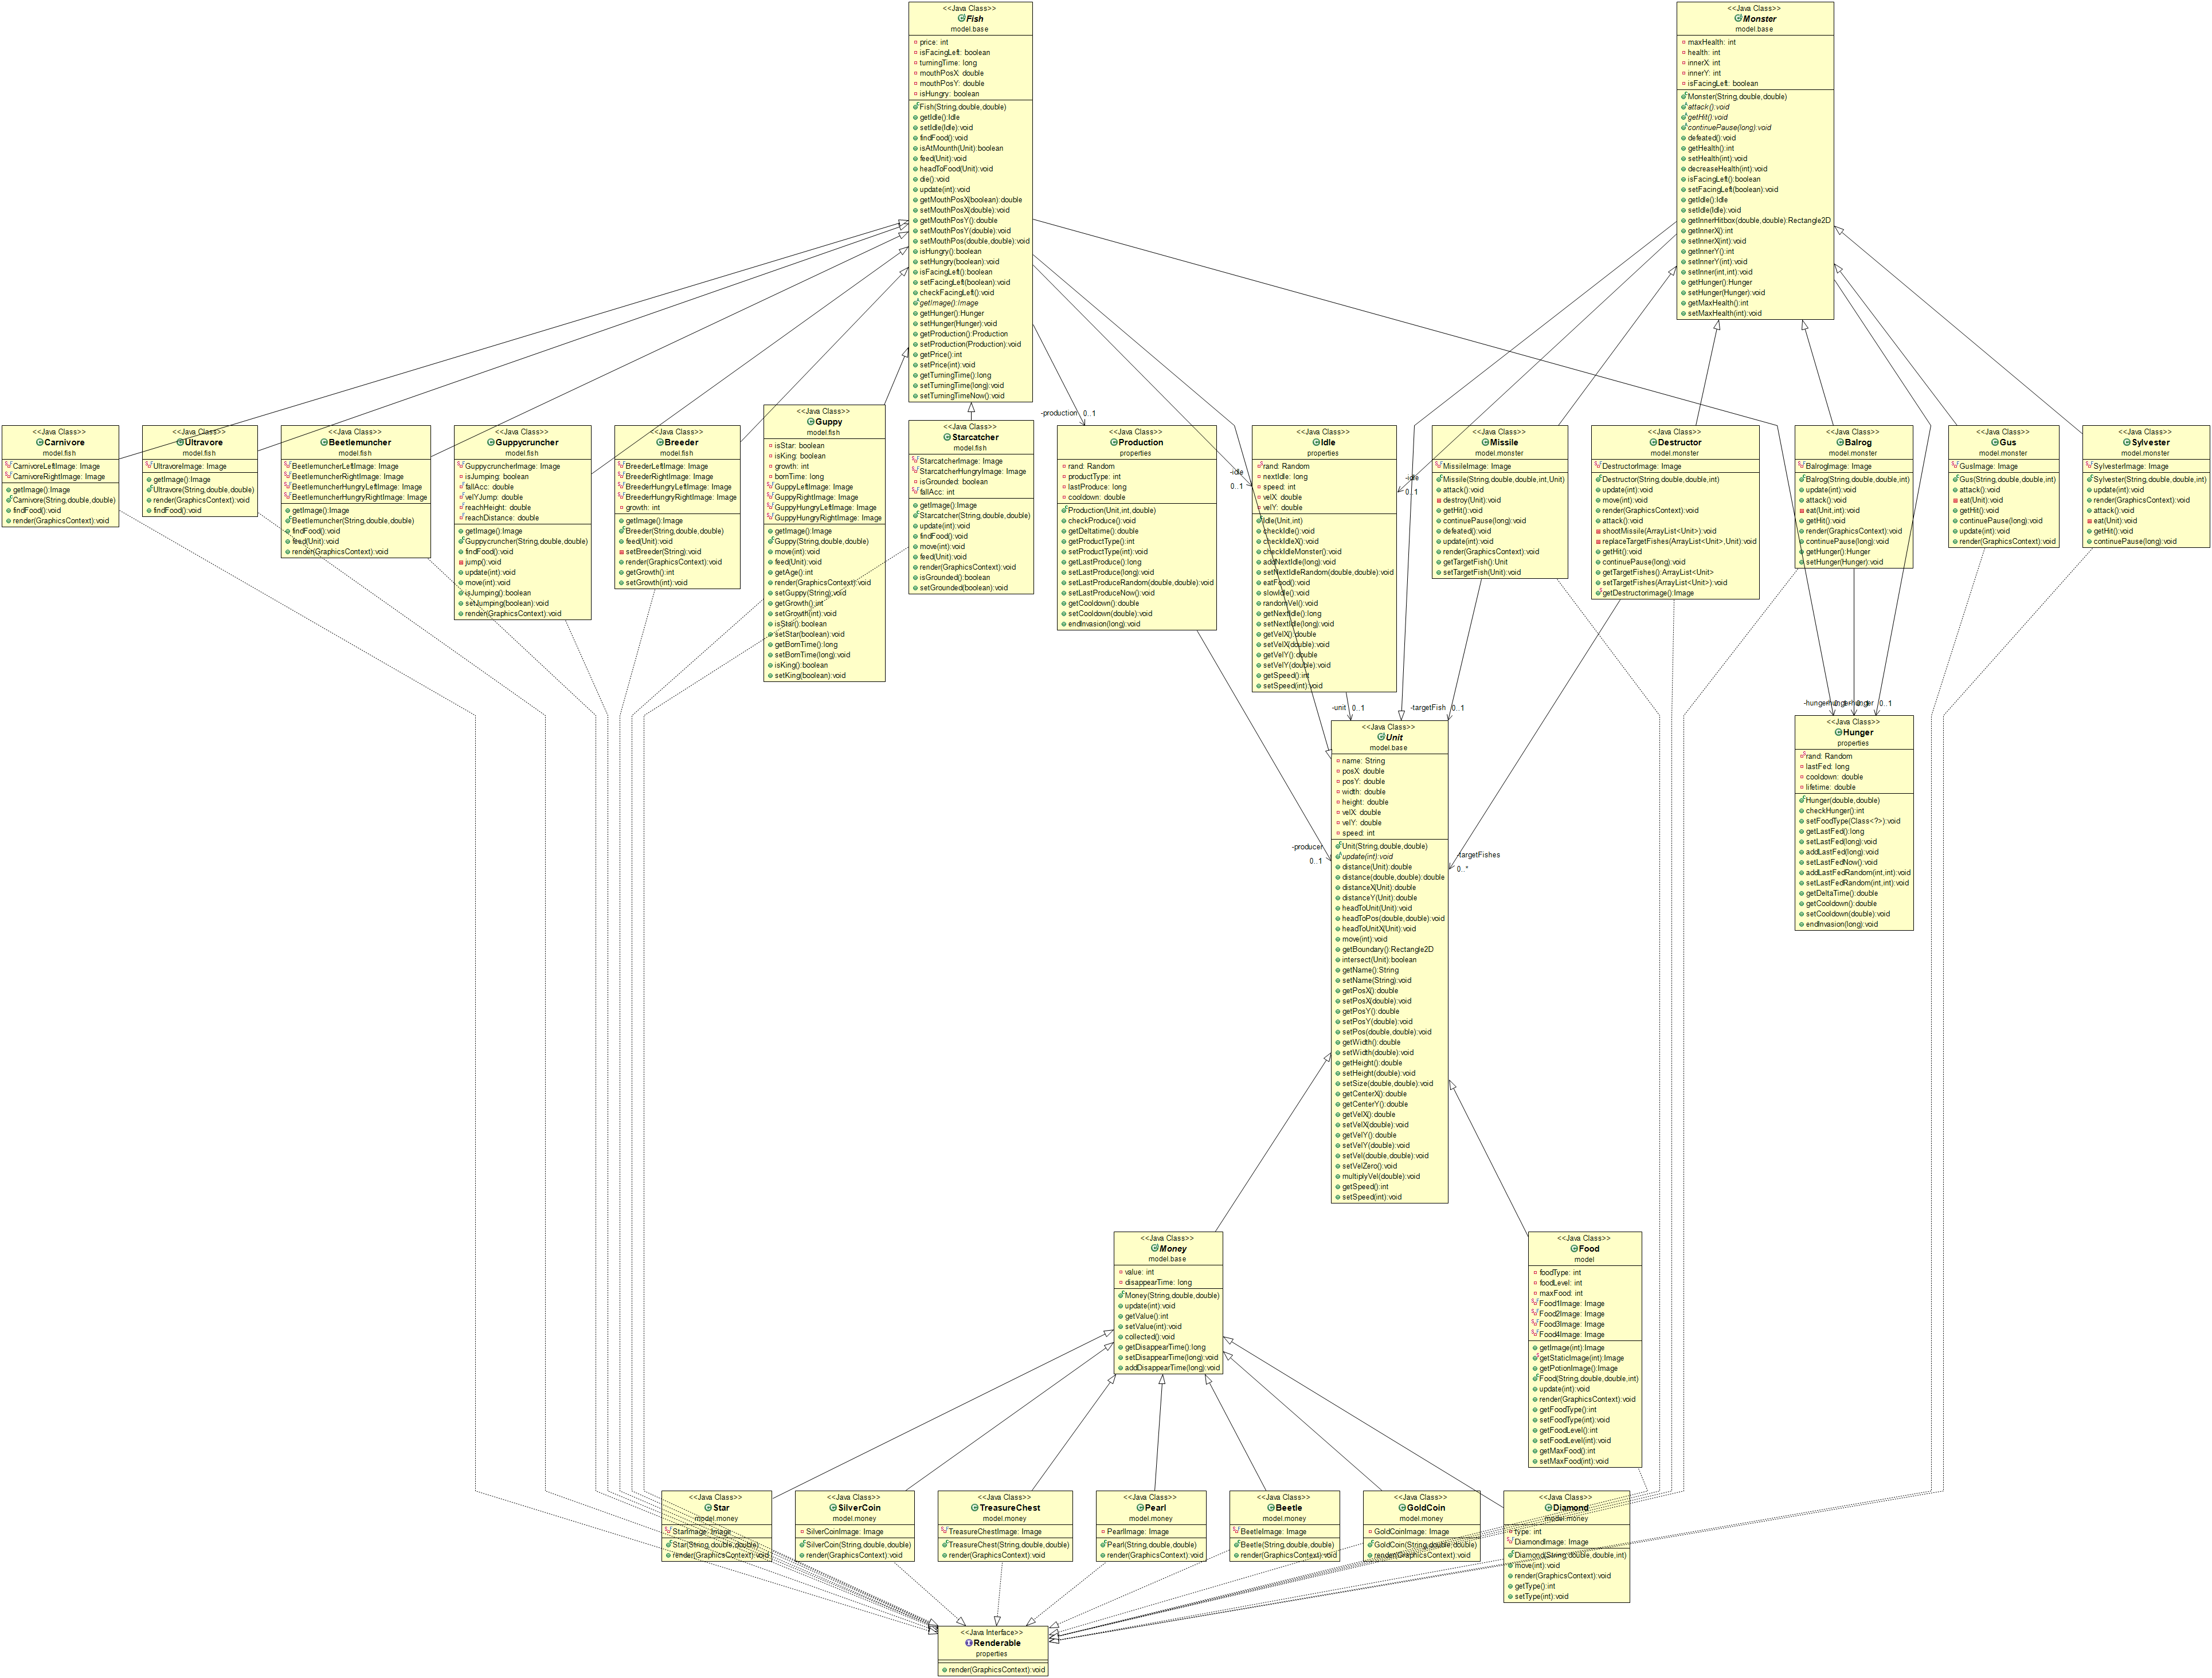 <<Java Class>>
Fish
model.base
price: int
isFacingLeft: boolean
turningTime: long
mouthPosX: double
mouthPosY: double
isHungry: boolean
Fish(String,double,double)
getIdle():Idle
setIdle(Idle):void
findFood():void
isAtMounth(Unit):boolean
feed(Unit):void
headToFood(Unit):void
die():void
update(int):void
getMouthPosX(boolean):double
setMouthPosX(double):void
getMouthPosY():double
setMouthPosY(double):void
setMouthPos(double,double):void
isHungry():boolean
setHungry(boolean):void
isFacingLeft():boolean
setFacingLeft(boolean):void
checkFacingLeft():void
getImage():Image
getHunger():Hunger
setHunger(Hunger):void
getProduction():Production
setProduction(Production):void
getPrice():int
setPrice(int):void
getTurningTime():long
setTurningTime(long):void
setTurningTimeNow():void
<<Java Class>>
Monster
model.base
maxHealth: int
health: int
innerX: int
innerY: int
isFacingLeft: boolean
Monster(String,double,double)
attack():void
getHit():void
continuePause(long):void
defeated():void
getHealth():int
setHealth(int):void
decreaseHealth(int):void
isFacingLeft():boolean
setFacingLeft(boolean):void
getIdle():Idle
setIdle(Idle):void
getInnerHitbox(double,double):Rectangle2D
getInnerX():int
setInnerX(int):void
getInnerY():int
setInnerY(int):void
setInner(int,int):void
getHunger():Hunger
setHunger(Hunger):void
getMaxHealth():int
setMaxHealth(int):void
<<Java Class>>
Carnivore
model.fish
CarnivoreLeftImage: Image
CarnivoreRightImage: Image
getImage():Image
Carnivore(String,double,double)
findFood():void
render(GraphicsContext):void
<<Java Class>>
Ultravore
model.fish
UltravoreImage: Image
getImage():Image
Ultravore(String,double,double)
render(GraphicsContext):void
findFood():void
<<Java Class>>
Beetlemuncher
model.fish
BeetlemuncherLeftImage: Image
BeetlemuncherRightImage: Image
BeetlemuncherHungryLeftImage: Image
BeetlemuncherHungryRightImage: Image
getImage():Image
Beetlemuncher(String,double,double)
findFood():void
feed(Unit):void
render(GraphicsContext):void
<<Java Class>>
Guppycruncher
model.fish
GuppycruncherImage: Image
isJumping: boolean
fallAcc: double
velYJump: double
reachHeight: double
reachDistance: double
getImage():Image
Guppycruncher(String,double,double)
findFood():void
jump():void
update(int):void
move(int):void
isJumping():boolean
setJumping(boolean):void
render(GraphicsContext):void
<<Java Class>>
Breeder
model.fish
BreederLeftImage: Image
BreederRightImage: Image
BreederHungryLeftImage: Image
BreederHungryRightImage: Image
growth: int
getImage():Image
Breeder(String,double,double)
feed(Unit):void
setBreeder(String):void
render(GraphicsContext):void
getGrowth():int
setGrowth(int):void
<<Java Class>>
Guppy
model.fish
isStar: boolean
isKing: boolean
growth: int
bornTime: long
GuppyLeftImage: Image
GuppyRightImage: Image
GuppyHungryLeftImage: Image
GuppyHungryRightImage: Image
getImage():Image
Guppy(String,double,double)
move(int):void
feed(Unit):void
getAge():int
render(GraphicsContext):void
setGuppy(String):void
getGrowth():int
setGrowth(int):void
isStar():boolean
setStar(boolean):void
getBornTime():long
setBornTime(long):void
isKing():boolean
setKing(boolean):void
<<Java Class>>
Starcatcher
model.fish
StarcatcherImage: Image
StarcatcherHungryImage: Image
isGrounded: boolean
fallAcc: int
getImage():Image
Starcatcher(String,double,double)
update(int):void
findFood():void
move(int):void
feed(Unit):void
render(GraphicsContext):void
isGrounded():boolean
setGrounded(boolean):void
-production 0..1
<<Java Class>>
Production
properties
rand: Random
productType: int
lastProduce: long
cooldown: double
Production(Unit,int,double)
checkProduce():void
getDeltatime():double
getProductType():int
setProductType(int):void
getLastProduce():long
setLastProduce(long):void
setLastProduceRandom(double,double):void
setLastProduceNow():void
getCooldown():double
setCooldown(double):void
endInvasion(long):void
-idle
0..1
<<Java Class>>
Idle
properties
rand: Random
nextIdle: long
speed: int
velX: double
velY: double
Idle(Unit,int)
checkIdle():void
checkIdleX():void
checkIdleMonster():void
addNextIdle(long):void
setNextIdleRandom(double,double):void
eatFood():void
slowIdle():void
randomVel():void
getNextIdle():long
setNextIdle(long):void
getVelX():double
setVelX(double):void
getVelY():double
setVelY(double):void
getSpeed():int
setSpeed(int):void
-idle
0..1
<<Java Class>>
Missile
model.monster
MissileImage: Image
Missile(String,double,double,int,Unit)
attack():void
destroy(Unit):void
getHit():void
continuePause(long):void
defeated():void
update(int):void
render(GraphicsContext):void
getTargetFish():Unit
setTargetFish(Unit):void
<<Java Class>>
Destructor
model.monster
DestructorImage: Image
Destructor(String,double,double,int)
update(int):void
move(int):void
render(GraphicsContext):void
attack():void
shootMissile(ArrayList<Unit>):void
replaceTargetFishes(ArrayList<Unit>,Unit):void
getHit():void
continuePause(long):void
getTargetFishes():ArrayList<Unit>
setTargetFishes(ArrayList<Unit>):void
getDestructorimage():Image
<<Java Class>>
Balrog
model.monster
BalrogImage: Image
Balrog(String,double,double,int)
update(int):void
attack():void
eat(Unit,int):void
getHit():void
render(GraphicsContext):void
continuePause(long):void
getHunger():Hunger
setHunger(Hunger):void
<<Java Class>>
Gus
model.monster
GusImage: Image
Gus(String,double,double,int)
attack():void
eat(Unit):void
getHit():void
continuePause(long):void
update(int):void
render(GraphicsContext):void
<<Java Class>>
Sylvester
model.monster
SylvesterImage: Image
Sylvester(String,double,double,int)
update(int):void
render(GraphicsContext):void
attack():void
eat(Unit):void
getHit():void
continuePause(long):void
-unit 0..1
-targetFish 0..1
-hunger
-hunger 0..1
<<Java Class>>
Unit
model.base
name: String
posX: double
posY: double
width: double
height: double
velX: double
velY: double
speed: int
Unit(String,double,double)
update(int):void
distance(Unit):double
distance(double,double):double
distanceX(Unit):double
distanceY(Unit):double
headToUnit(Unit):void
headToPos(double,double):void
headToUnitX(Unit):void
move(int):void
getBoundary():Rectangle2D
intersect(Unit):boolean
getName():String
setName(String):void
getPosX():double
setPosX(double):void
getPosY():double
setPosY(double):void
setPos(double,double):void
getWidth():double
setWidth(double):void
getHeight():double
setHeight(double):void
setSize(double,double):void
getCenterX():double
getCenterY():double
getVelX():double
setVelX(double):void
getVelY():double
setVelY(double):void
setVel(double,double):void
setVelZero():void
multiplyVel(double):void
getSpeed():int
setSpeed(int):void
-producer
0..1
-targetFishes
0..*
<<Java Class>>
Hunger
properties
rand: Random
lastFed: long
cooldown: double
lifetime: double
Hunger(double,double)
checkHunger():int
setFoodType(Class<?>):void
getLastFed():long
setLastFed(long):void
addLastFed(long):void
setLastFedNow():void
addLastFedRandom(int,int):void
setLastFedRandom(int,int):void
getDeltaTime():double
getCooldown():double
setCooldown(double):void
endInvasion(long):void
<<Java Class>>
Money
model.base
value: int
disappearTime: long
Money(String,double,double)
update(int):void
getValue():int
setValue(int):void
collected():void
getDisappearTime():long
setDisappearTime(long):void
addDisappearTime(long):void
<<Java Class>>
Food
model
foodType: int
foodLevel: int
maxFood: int
Food1Image: Image
Food2Image: Image
Food3Image: Image
Food4Image: Image
getImage(int):Image
getStaticImage(int):Image
getPotionImage():Image
Food(String,double,double,int)
update(int):void
render(GraphicsContext):void
getFoodType():int
setFoodType(int):void
getFoodLevel():int
setFoodLevel(int):void
getMaxFood():int
setMaxFood(int):void
<<Java Class>>
Star
model.money
StarImage: Image
Star(String,double,double)
render(GraphicsContext):void
<<Java Class>>
SilverCoin
model.money
SilverCoinImage: Image
SilverCoin(String,double,double)
render(GraphicsContext):void
<<Java Class>>
TreasureChest
model.money
TreasureChestImage: Image
TreasureChest(String,double,double)
render(GraphicsContext):void
<<Java Class>>
Pearl
model.money
PearlImage: Image
Pearl(String,double,double)
render(GraphicsContext):void
<<Java Class>>
Beetle
model.money
BeetleImage: Image
Beetle(String,double,double)
render(GraphicsContext):void
<<Java Class>>
GoldCoin
model.money
GoldCoinImage: Image
GoldCoin(String,double,double)
render(GraphicsContext):void
<<Java Class>>
Diamond
model.money
type: int
DiamondImage: Image
Diamond(String,double,double,int)
move(int):void
render(GraphicsContext):void
getType():int
setType(int):void
<<Java Interface>>
Renderable
properties
render(GraphicsContext):void